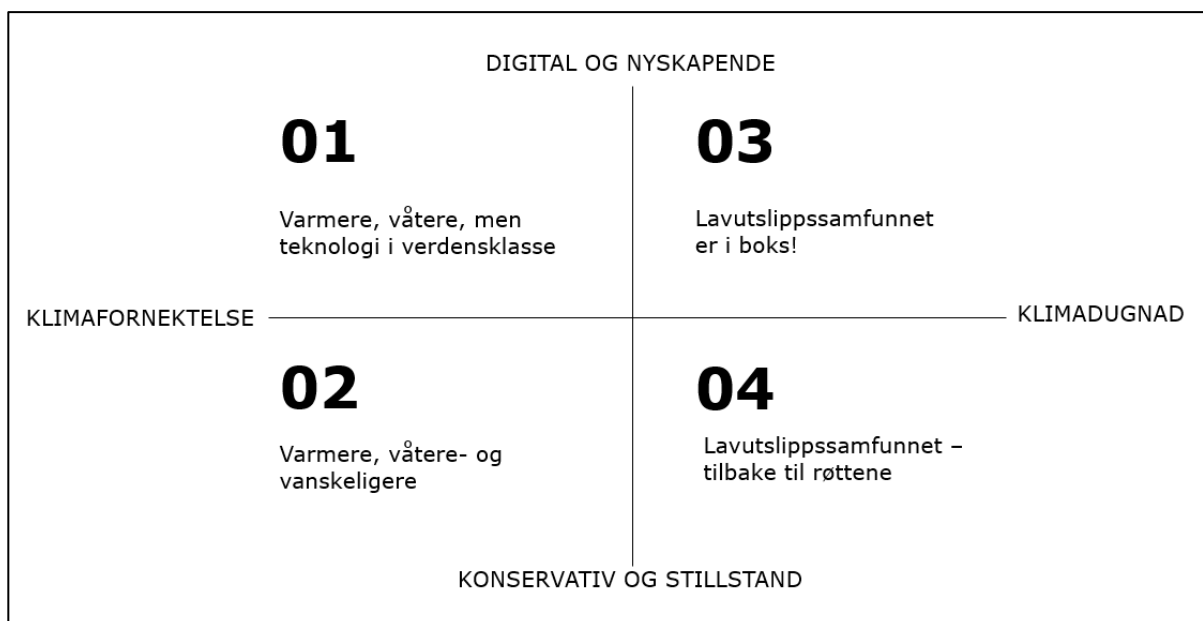 DIGITAL OG NYSKAPENDE
01
Varmere, våtere, men
teknologi i verdensklasse
03
Lavutslippssamfunnet
er i boks!
KLIMAFORNEKTELSE
KLIMADUGNAD
02
Varmere, våtere- og
vanskeligere
04
Lavutslippssamfunnet –
tilbake til røttene
KONSERVATIV OG STILLSTAND